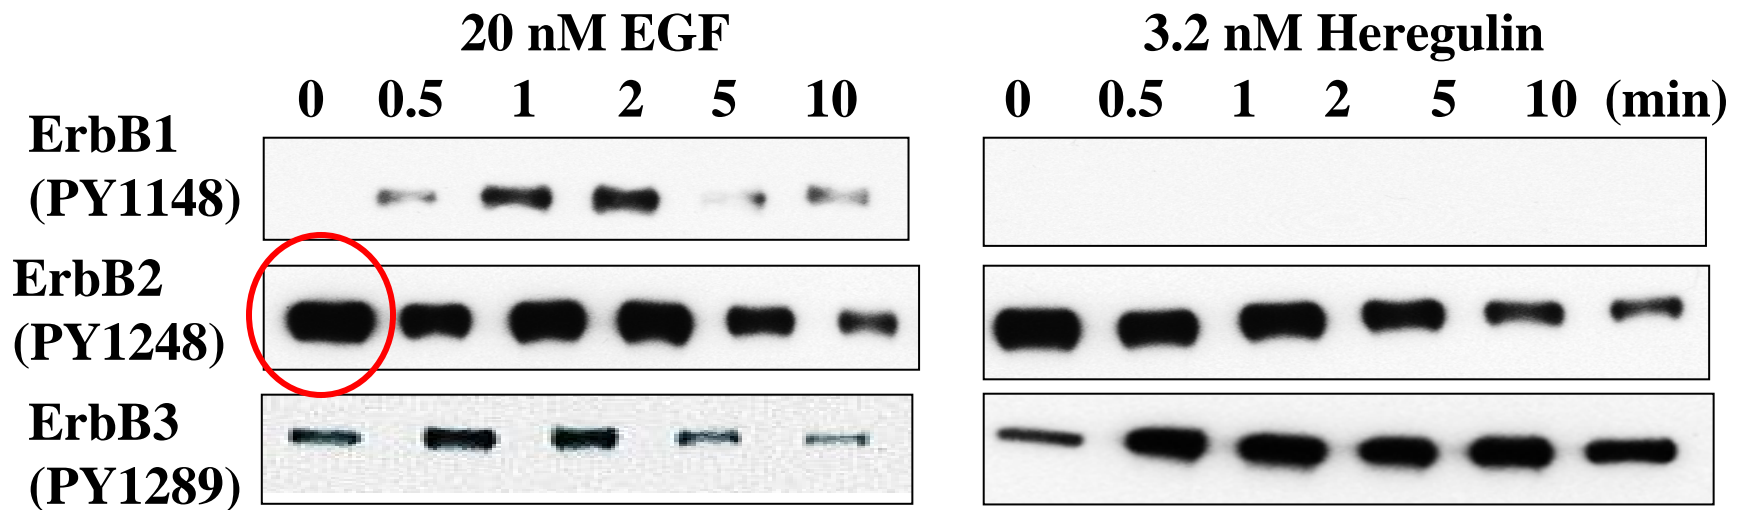 20 nM EGF
3.2 nM Heregulin
0 0.5 1 2 5 10
0 0.5 1 2 5 10 (min)
ErbB1
(PY1148)
ErbB2
(PY1248)
ErbB3
(PY1289)